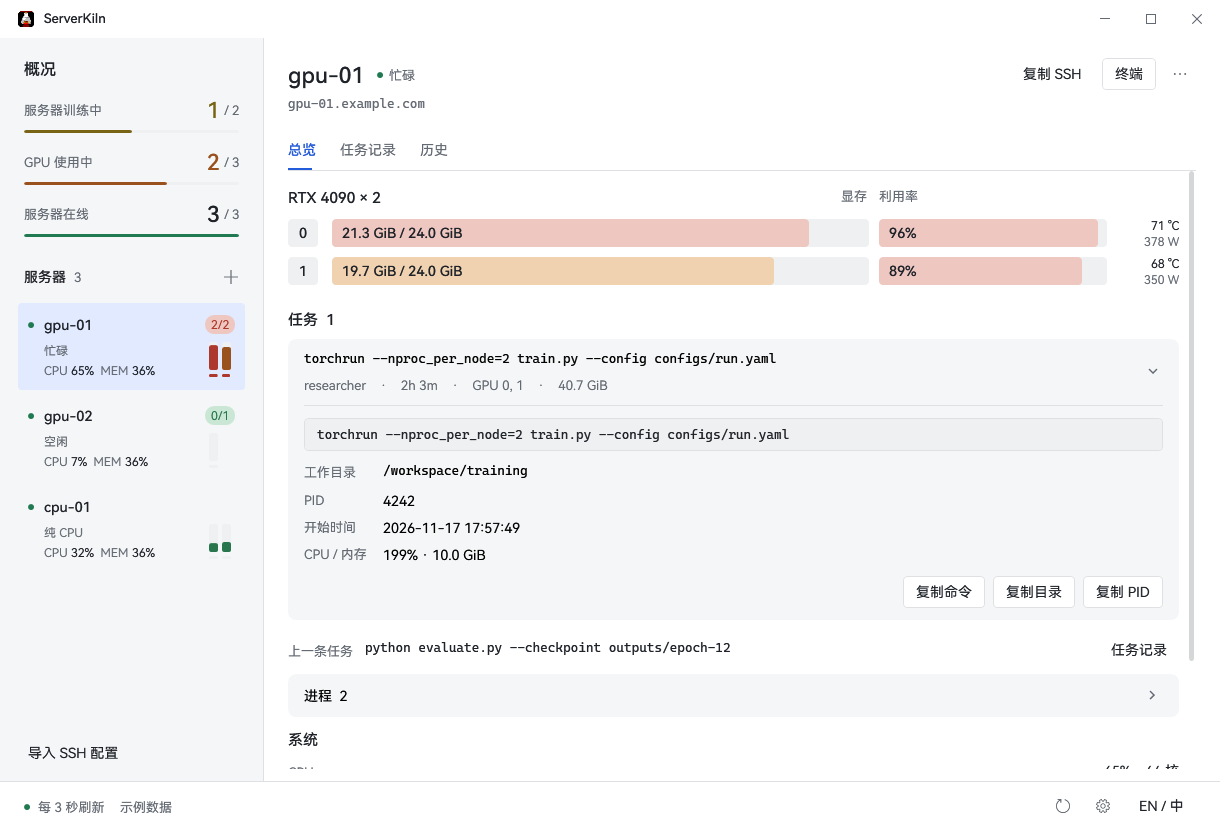 ServerKiln
概况
服务器训练中 1 / 2
GPU 使用中 2 / 3
服务器在线 3 / 3
服务器 3
gpu-01 2/2
忙碌
CPU 65% MEM 36%
gpu-02 0/1
空闲
CPU 7% MEM 36%
cpu-01
纯 CPU
CPU 32% MEM 36%
导入 SSH 配置
gpu-01 忙碌
gpu-01.example.com
复制 SSH 终端 ···
总览 任务记录 历史
RTX 4090 × 2 显存 利用率
0 21.3 GiB / 24.0 GiB 96% 71 ℃
378 W
1 19.7 GiB / 24.0 GiB 89% 68 ℃
350 W
任务 1
torchrun --nproc_per_node=2 train.py --config configs/run.yaml
researcher · 2h 3m · GPU 0, 1 · 40.7 GiB
torchrun --nproc_per_node=2 train.py --config configs/run.yaml
工作目录 /workspace/training
PID 4242
开始时间 2026-11-17 17:57:49
CPU / 内存 199% · 10.0 GiB
复制命令 复制目录 复制 PID
上一条任务 python evaluate.py --checkpoint outputs/epoch-12 任务记录
进程 2
系统
每 3 秒刷新 示例数据 EN / 中